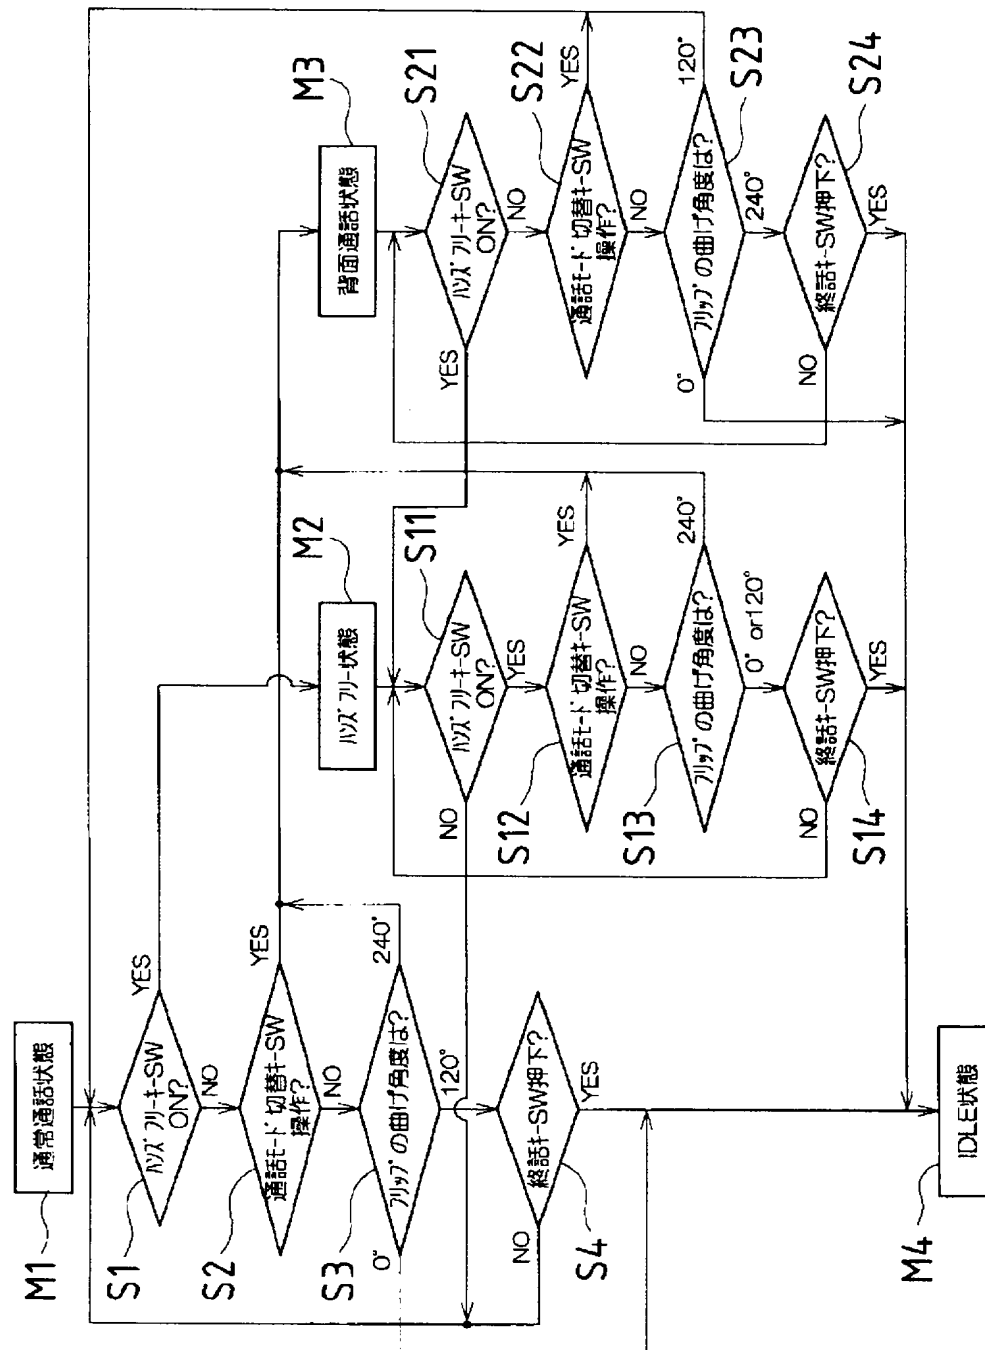 M1
通常通話状態
S1
ハンズフリーキーSW
ON?
YES
NO
S2
通話モード切替キーSW
操作?
YES
NO
S3
フリップの曲げ角度は?
0°
240°
120°
終話キーSW押下?
S4
NO
YES
M4
IDLE状態
M2
ハンズフリー状態
S11
ハンズフリーキーSW
ON?
NO
YES
S12
通話モード切替キーSW
操作?
YES
NO
S13
フリップの曲げ角度は?
240°
0° or120°
終話キーSW押下?
S14
NO
YES
M3
背面通話状態
S21
ハンズフリーキーSW
ON?
YES
NO
S22
通話モード切替キーSW
操作?
YES
NO
S23
フリップの曲げ角度は?
0°
120°
240°
S24
終話キーSW押下?
NO
YES